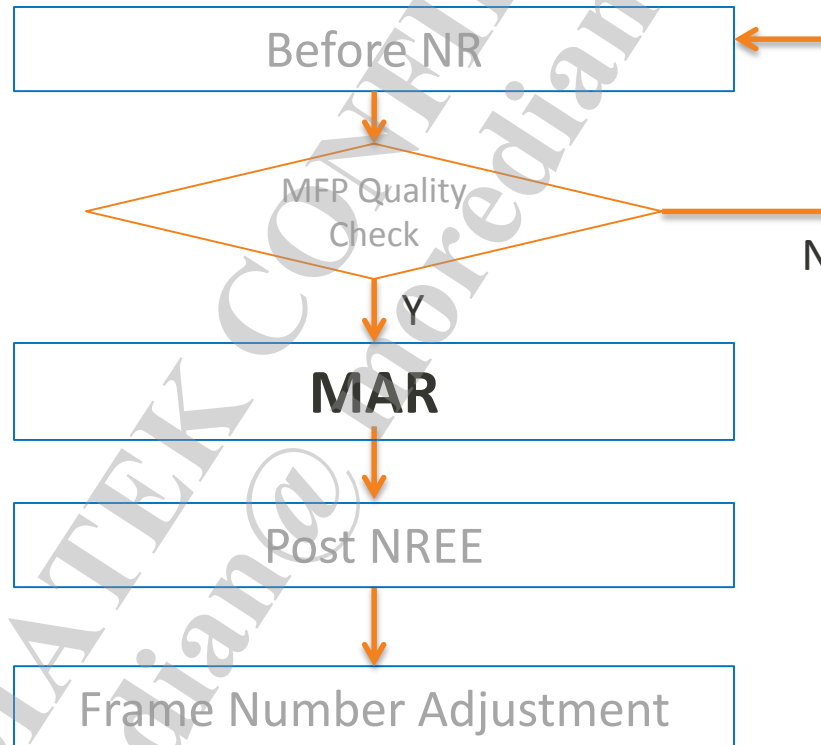 Before NR
MFP Quality
Check
N
Y
MAR
Post NREE
Frame Number Adjustment